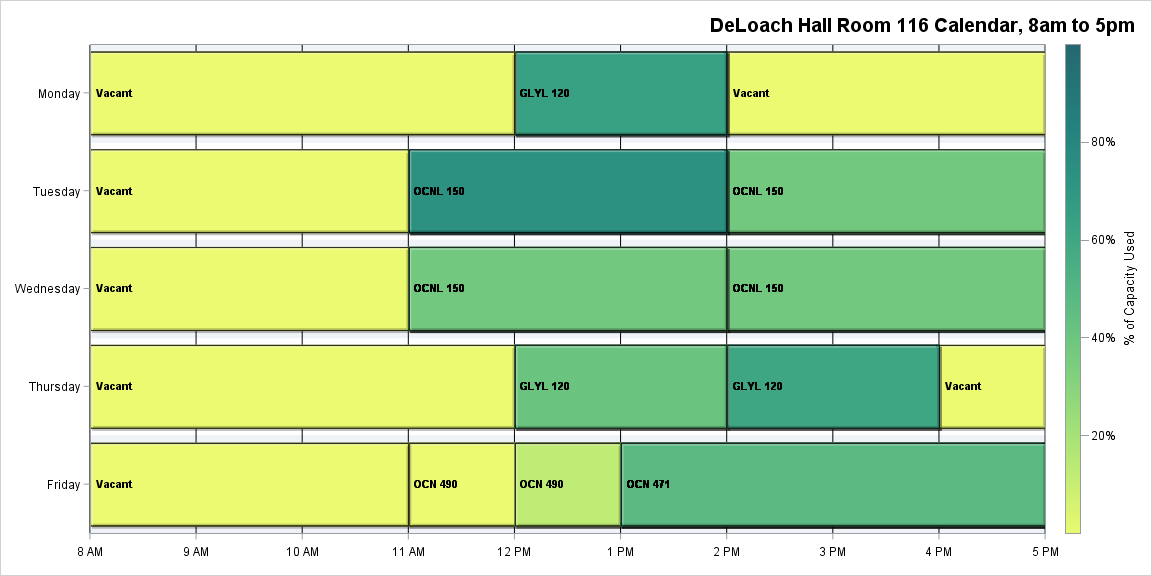 DeLoach Hall Room 116 Calendar, 8am to 5pm
Monday
Vacant
GLYL 120
Vacant
Tuesday
Vacant
OCNL 150
OCNL 150
Wednesday
Vacant
OCNL 150
OCNL 150
Thursday
Vacant
GLYL 120
GLYL 120
Vacant
Friday
Vacant
OCN 490
OCN 490
OCN 471
8 AM
9 AM
10 AM
11 AM
12 PM
1 PM
2 PM
3 PM
4 PM
5 PM
80%
60%
40%
20%
% of Capacity Used